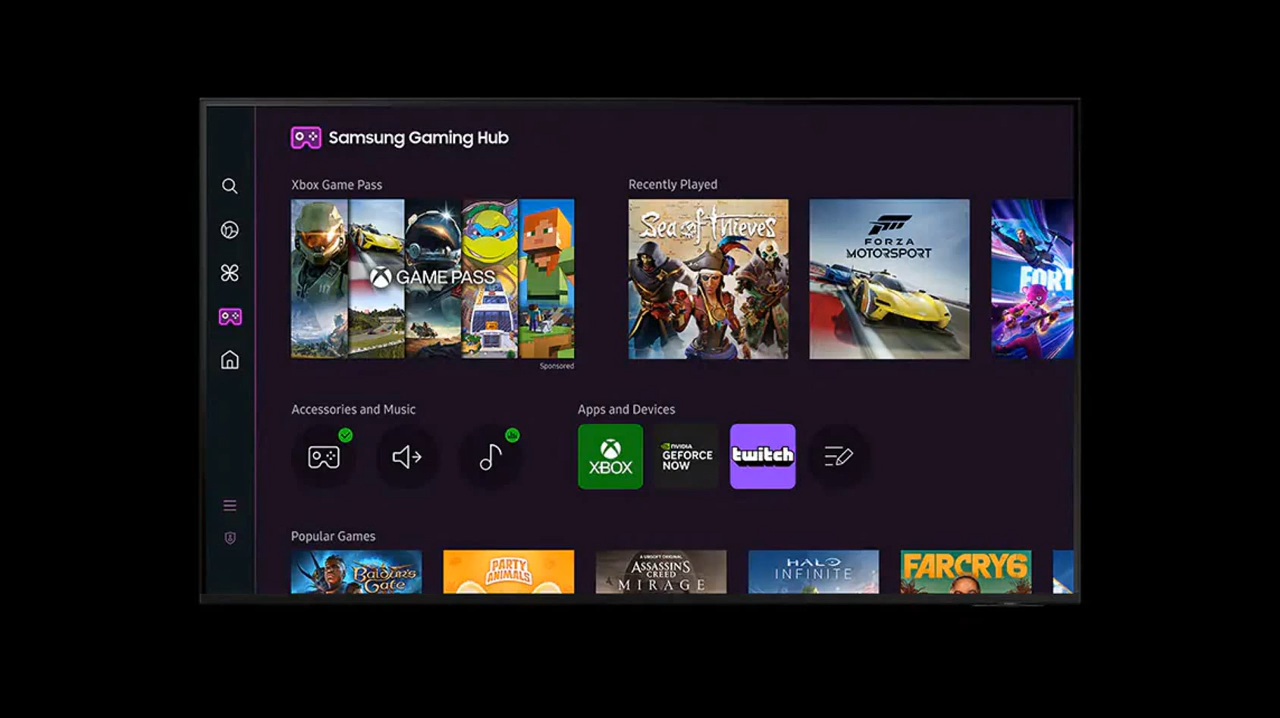 Samsung Gaming Hub
Xbox Game Pass
Recently Played
GAME PASS
Sea of Thieves
FORZA
MOTORSPORT
FORT
Sponsored
Accessories and Music
Apps and Devices
XBOX
NVIDIA
GEFORCE
NOW
twitch
Popular Games
BALDUR'S
GATE
PARTY
ANIMALS
A UBISOFT ORIGINAL
ASSASSIN'S
CREED
MIRAGE
HALO
INFINITE
FARCRY6